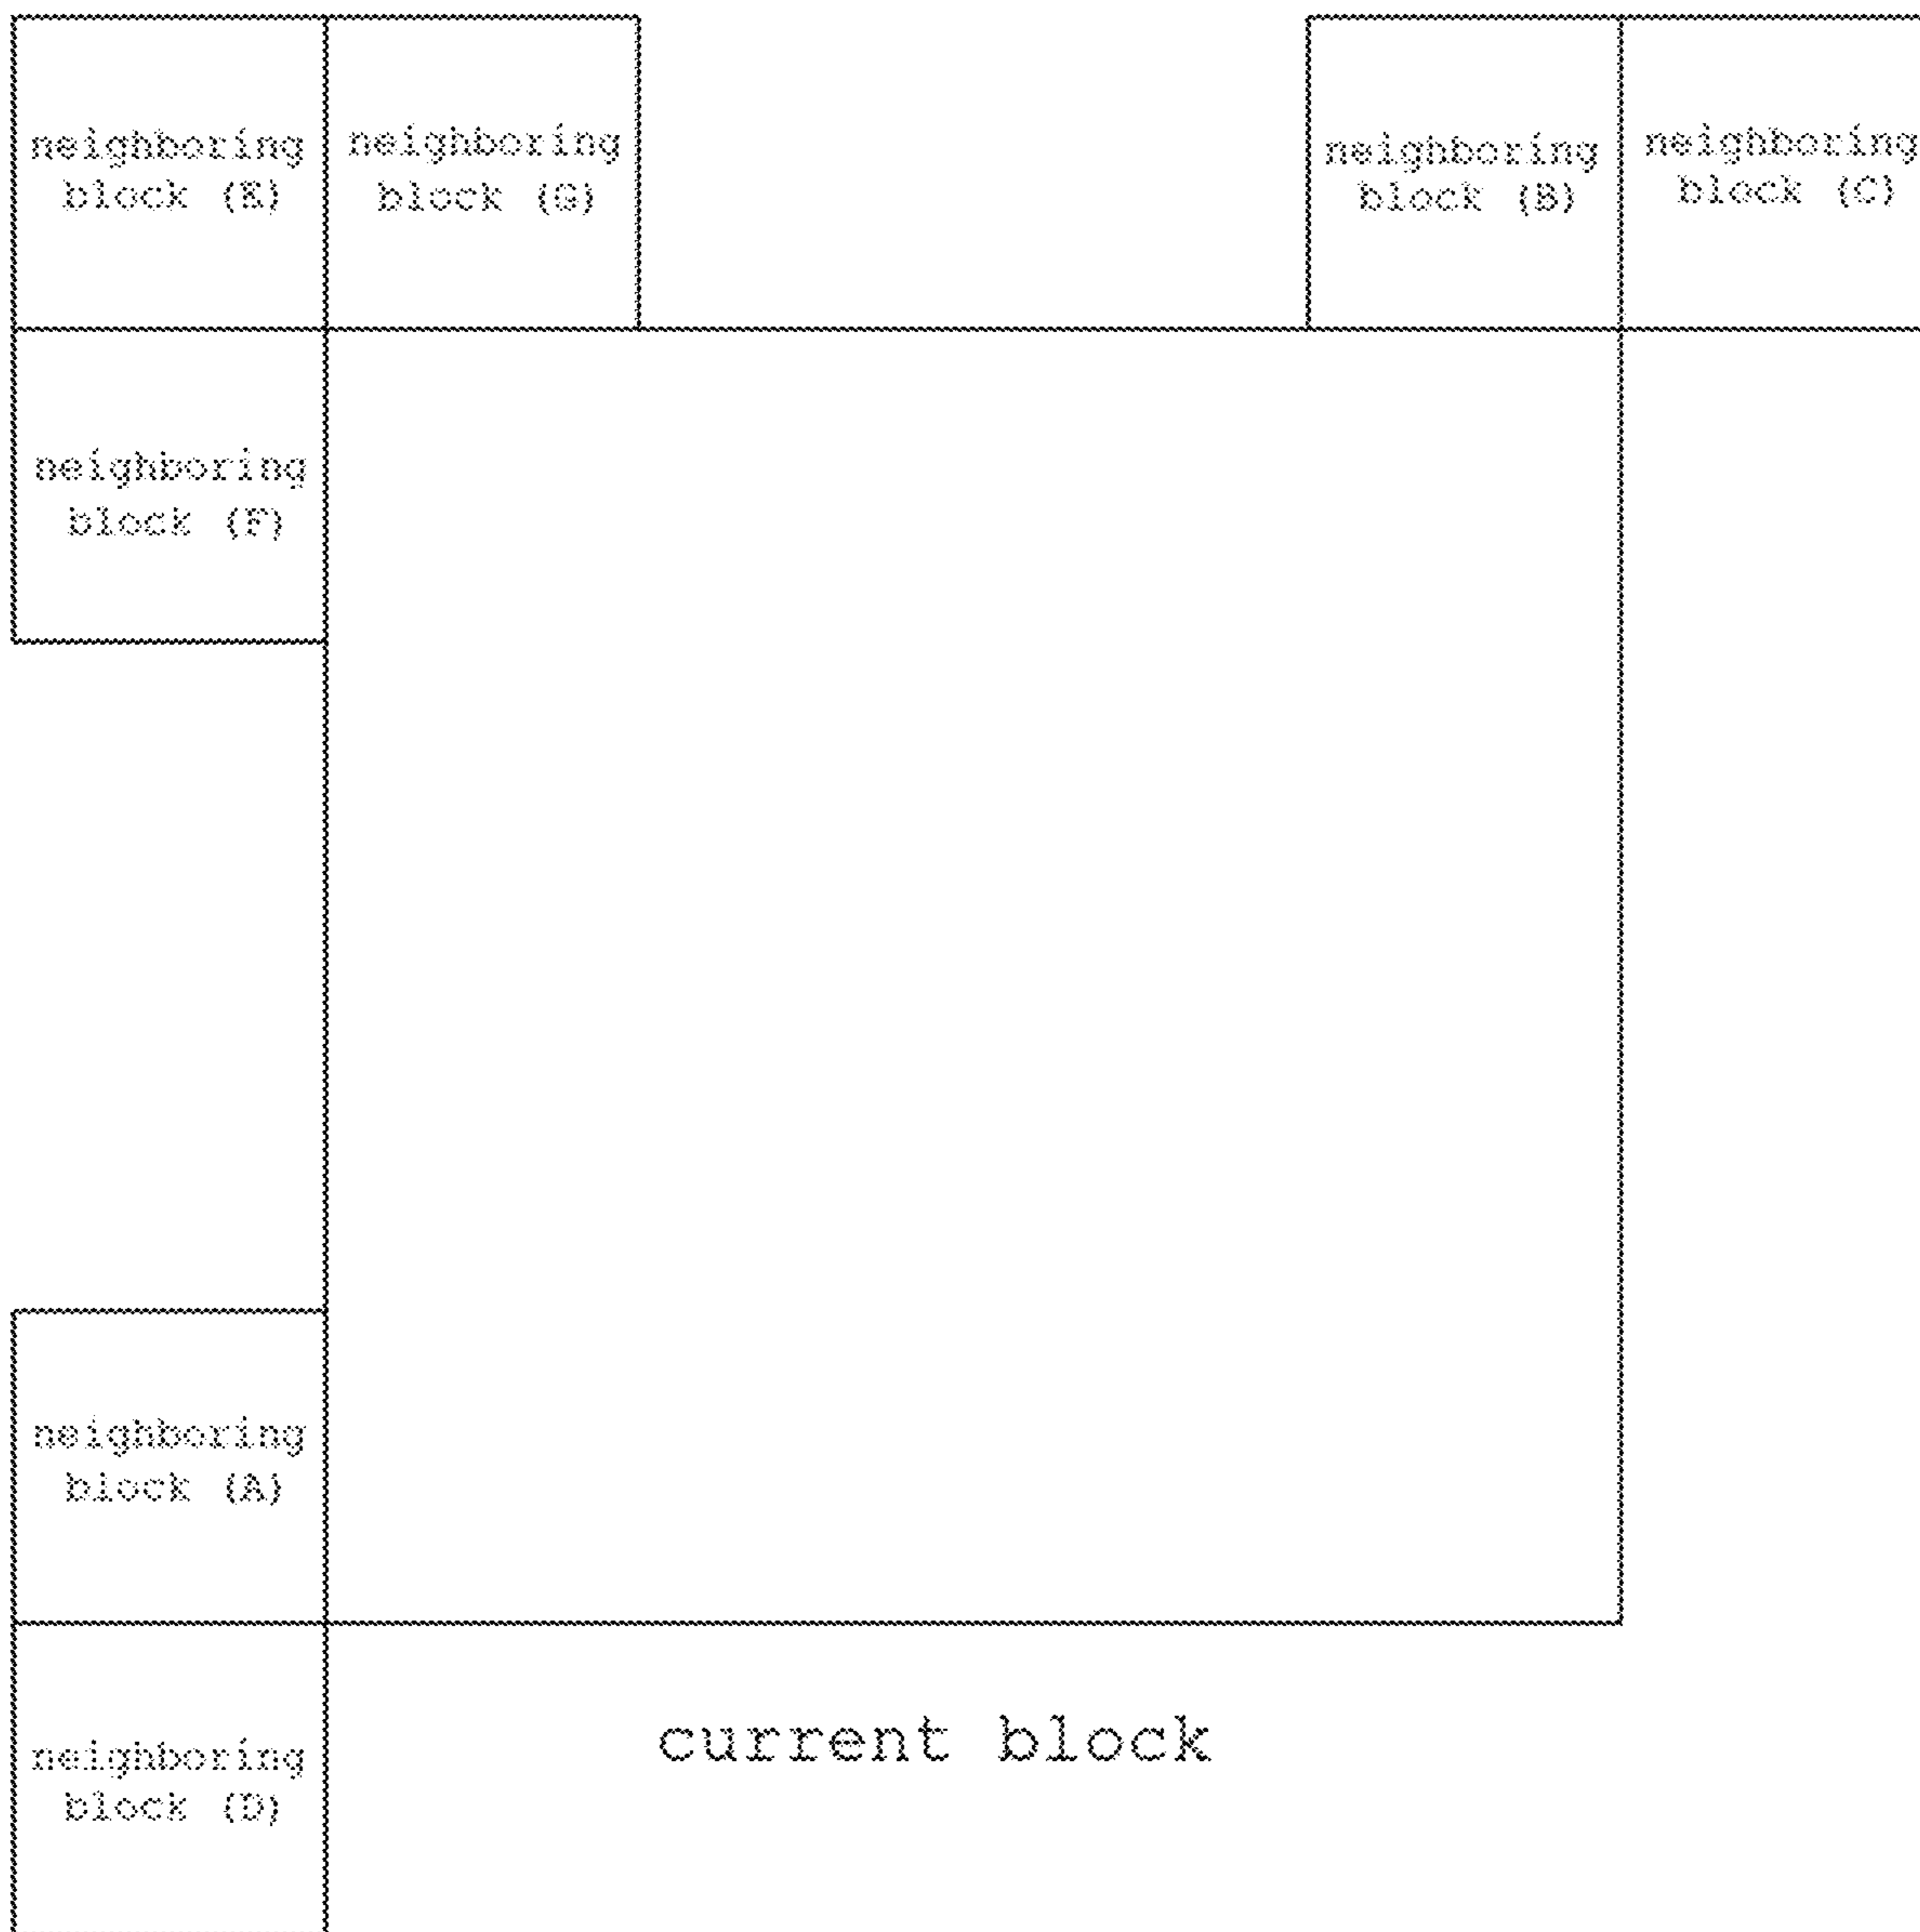 neighboring
block (E)
neighboring
block (G)
neighboring
block (B)
neighboring
block (C)
neighboring
block (F)
neighboring
block (A)
neighboring
block (D)
current block